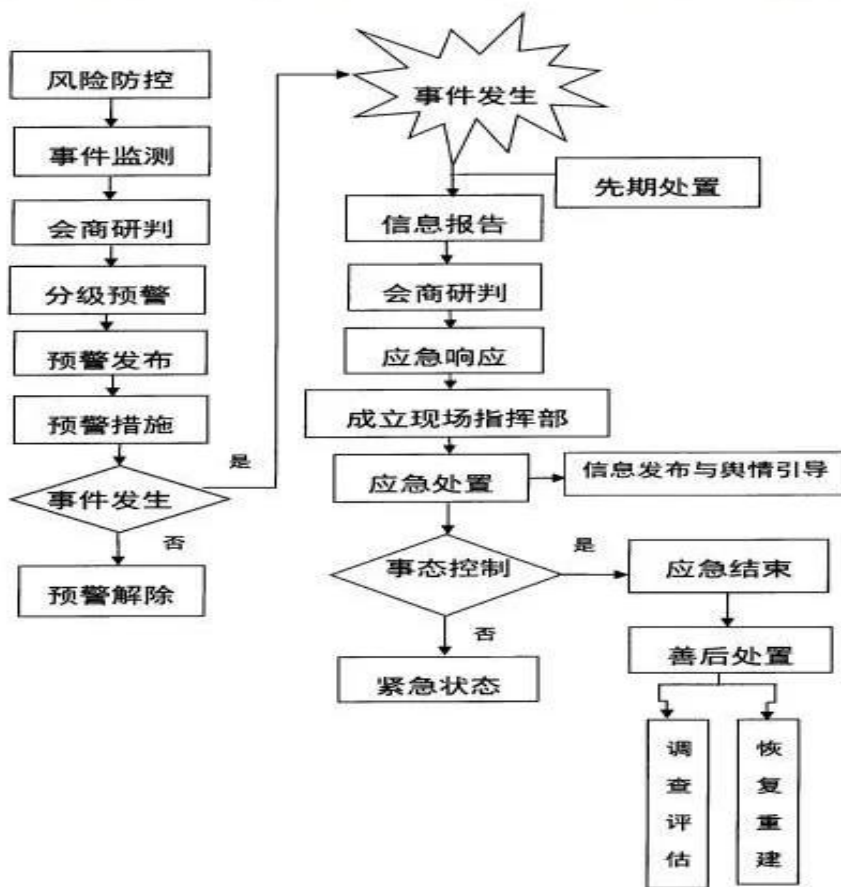 风险防控
事件监测
会商研判
分级预警
预警发布
预警措施
事件发生
是
否
预警解除
事件发生
先期处置
信息报告
会商研判
应急响应
成立现场指挥部
应急处置
信息发布与舆情引导
事态控制
是
否
应急结束
紧急状态
善后处置
调查评估
恢复重建